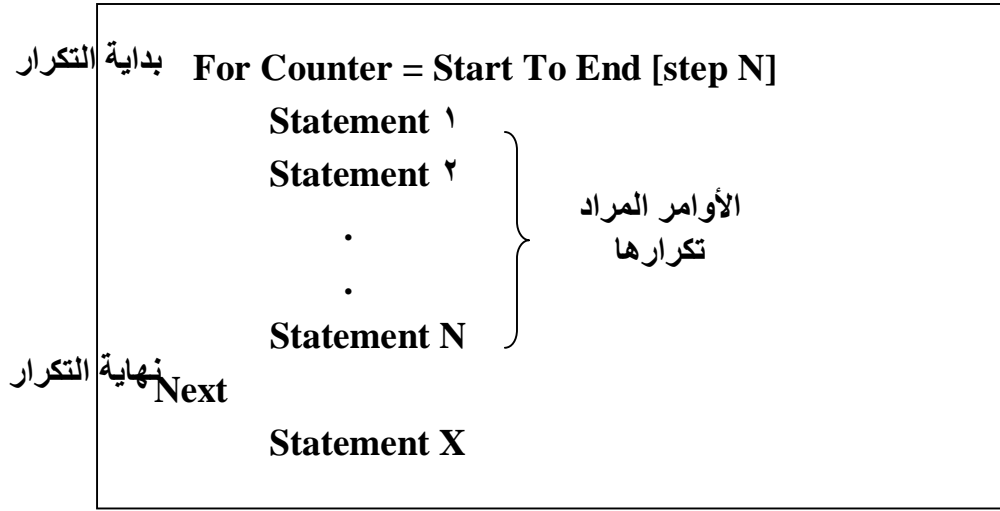 بداية التكرار For Counter = Start To End [step N]
Statement ١
Statement ٢
الأوامر المراد
تكرارها
.
.
Statement N
نهاية التكرار Next
Statement X